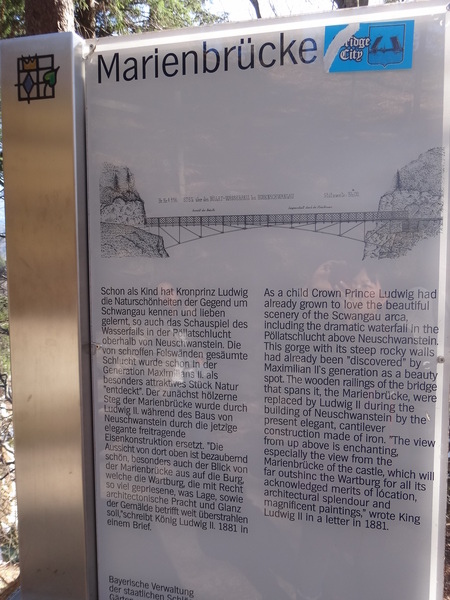 Marienbrücke
Bridge
City
Schon als Kind hat Kronprinz Ludwig
die Naturschönheiten der Gegend um
Schwangau kennen und lieben
gelernt, so auch das Schauspiel des
Wasserfalls in der Pöllatschlucht
oberhalb von Neuschwanstein. Die
von schroffen Felswänden gesäumte
Schlucht wurde schon in der
Generation Maximilians II. als
besonders attraktives Stück Natur
"entdeckt". Der zunächst hölzerne
Steg der Marienbrücke wurde durch
Ludwig II. während des Baus von
Neuschwanstein durch die jetzige
elegante freitragende
Eisenkonstruktion ersetzt. "Die
Aussicht von dort oben ist bezaubernd
schön, besonders auch der Blick von
der Marienbrücke aus auf die Burg,
welche die Wartburg, die mit Recht
so viel gepriesene, was Lage, sowie
architektonische Pracht und Glanz
der Gemälde betrifft weit überstrahlen
soll,"schreibt König Ludwig II. 1881 in
einem Brief.
As a child Crown Prince Ludwig had
already grown to love the beautiful
scenery of the Scwangau area,
including the dramatic waterfall in the
Pöllatschlucht above Neuschwanstein.
This gorge with steep rocky walls
had already been "discovered" by
Maximilian II's generation as a beauty
spot. The wooden railings of the bridge
that spans it, the Marienbrücke, were
replaced by Ludwig II during the
building of Neuschwanstein by the
present elegant, cantilever
construction made of iron. "The view
from up above is enchanting,
especially the view from the
Marienbrücke of the castle, which will
far outshine the Wartburg for all its
acknowledged merits of location,
architectural splendour and
magnificent paintings," wrote King
Ludwig II in a letter in 1881.
Bayerische Verwaltung
der staatlichen